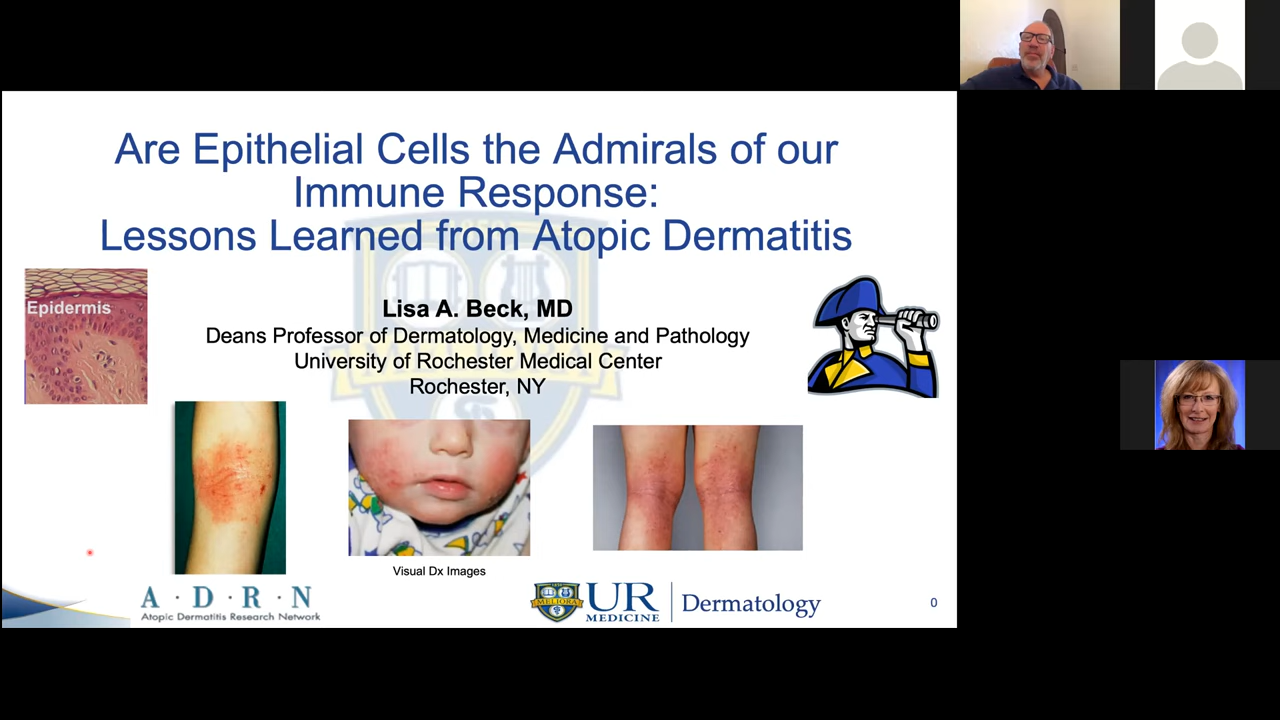 Are Epithelial Cells the Admirals of our
Immune Response:
Lessons Learned from Atopic Dermatitis
Epidermis
Lisa A. Beck, MD
Deans Professor of Dermatology, Medicine and Pathology
University of Rochester Medical Center
Rochester, NY
Visual Dx Images
A · D · R · N
Atopic Dermatitis Research Network
MELIORA
UR
MEDICINE
Dermatology
0